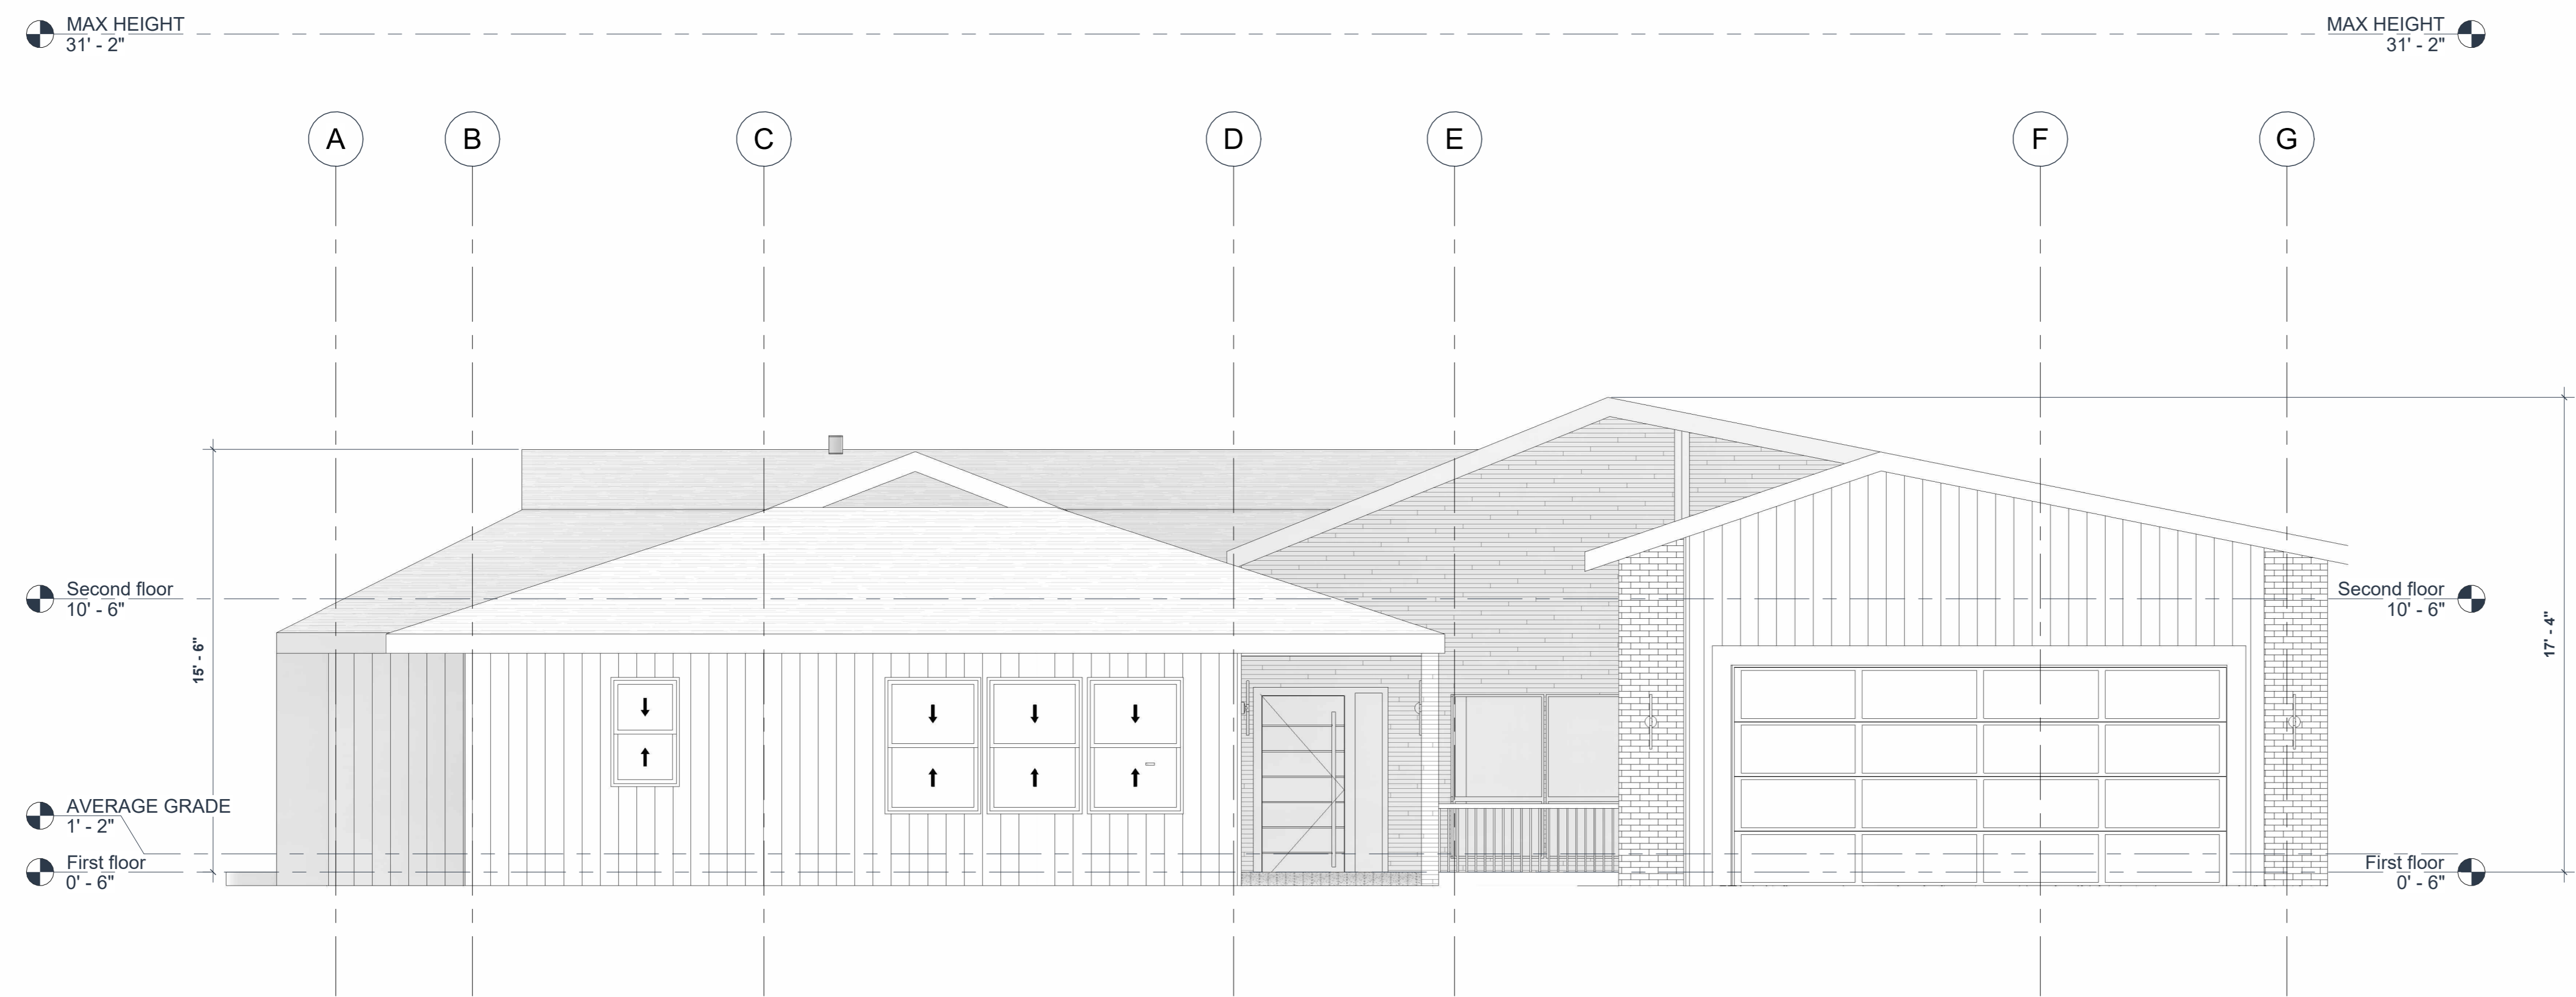 MAX HEIGHT
31' - 2"
MAX HEIGHT
31' - 2"
A
B
C
D
E
F
G
Second floor
10' - 6"
Second floor
10' - 6"
15' - 6"
17' - 4"
AVERAGE GRADE
1' - 2"
First floor
0' - 6"
First floor
0' - 6"